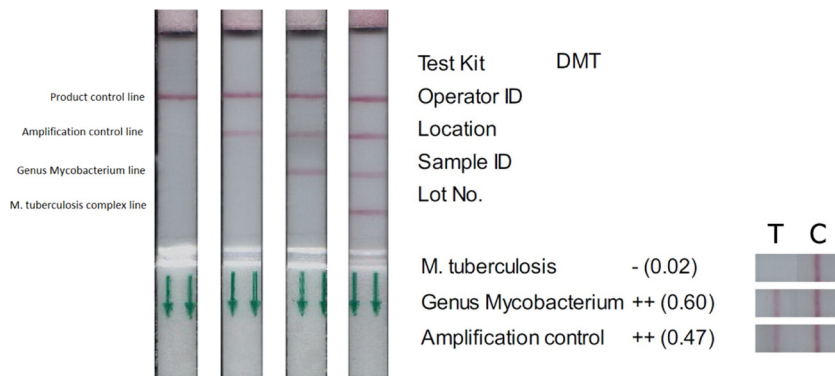 Product control line
Amplification control line
Genus Mycobacterium line
M. tuberculosis complex line
Test Kit DMT
Operator ID
Location
Sample ID
Lot No.
T C
M. tuberculosis - (0.02)
Genus Mycobacterium ++ (0.60)
Amplification control ++ (0.47)